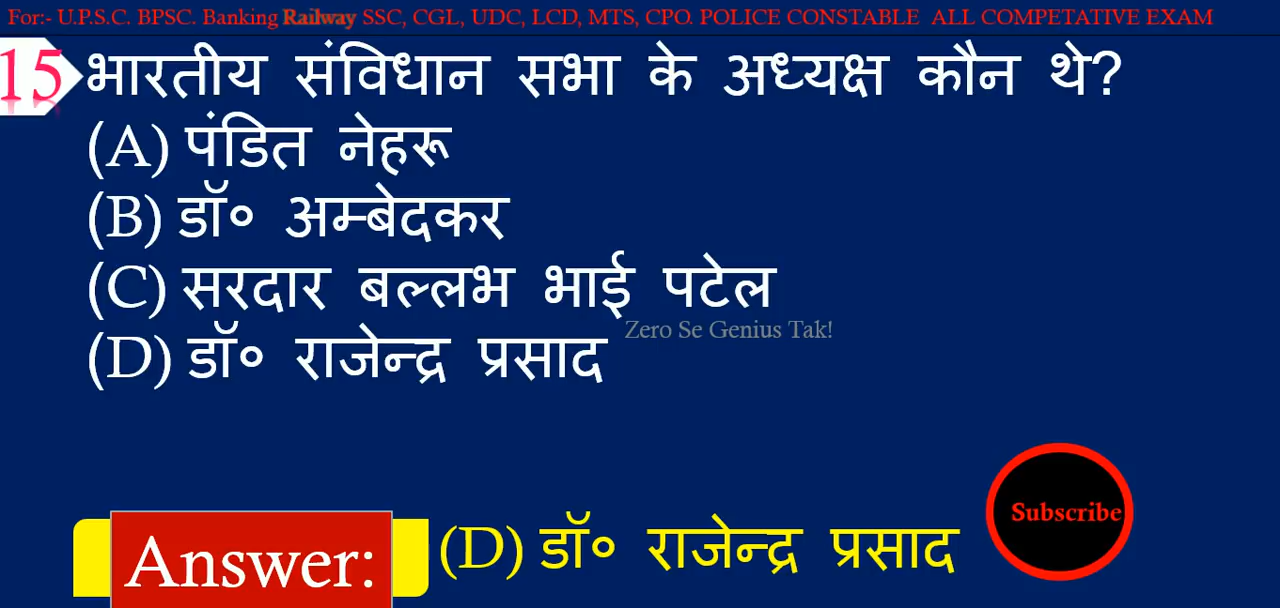 For:- U.P.S.C. BPSC. Banking Railway SSC, CGL, UDC, LCD, MTS, CPO. POLICE CONSTABLE ALL COMPETATIVE EXAM
15 भारतीय संविधान सभा के अध्यक्ष कौन थे?
(A) पंडित नेहरू
(B) डॉ० अम्बेदकर
(C) सरदार बल्लभ भाई पटेल
Zero Se Genius Tak!
(D) डॉ० राजेन्द्र प्रसाद
Subscribe
Answer: (D) डॉ० राजेन्द्र प्रसाद